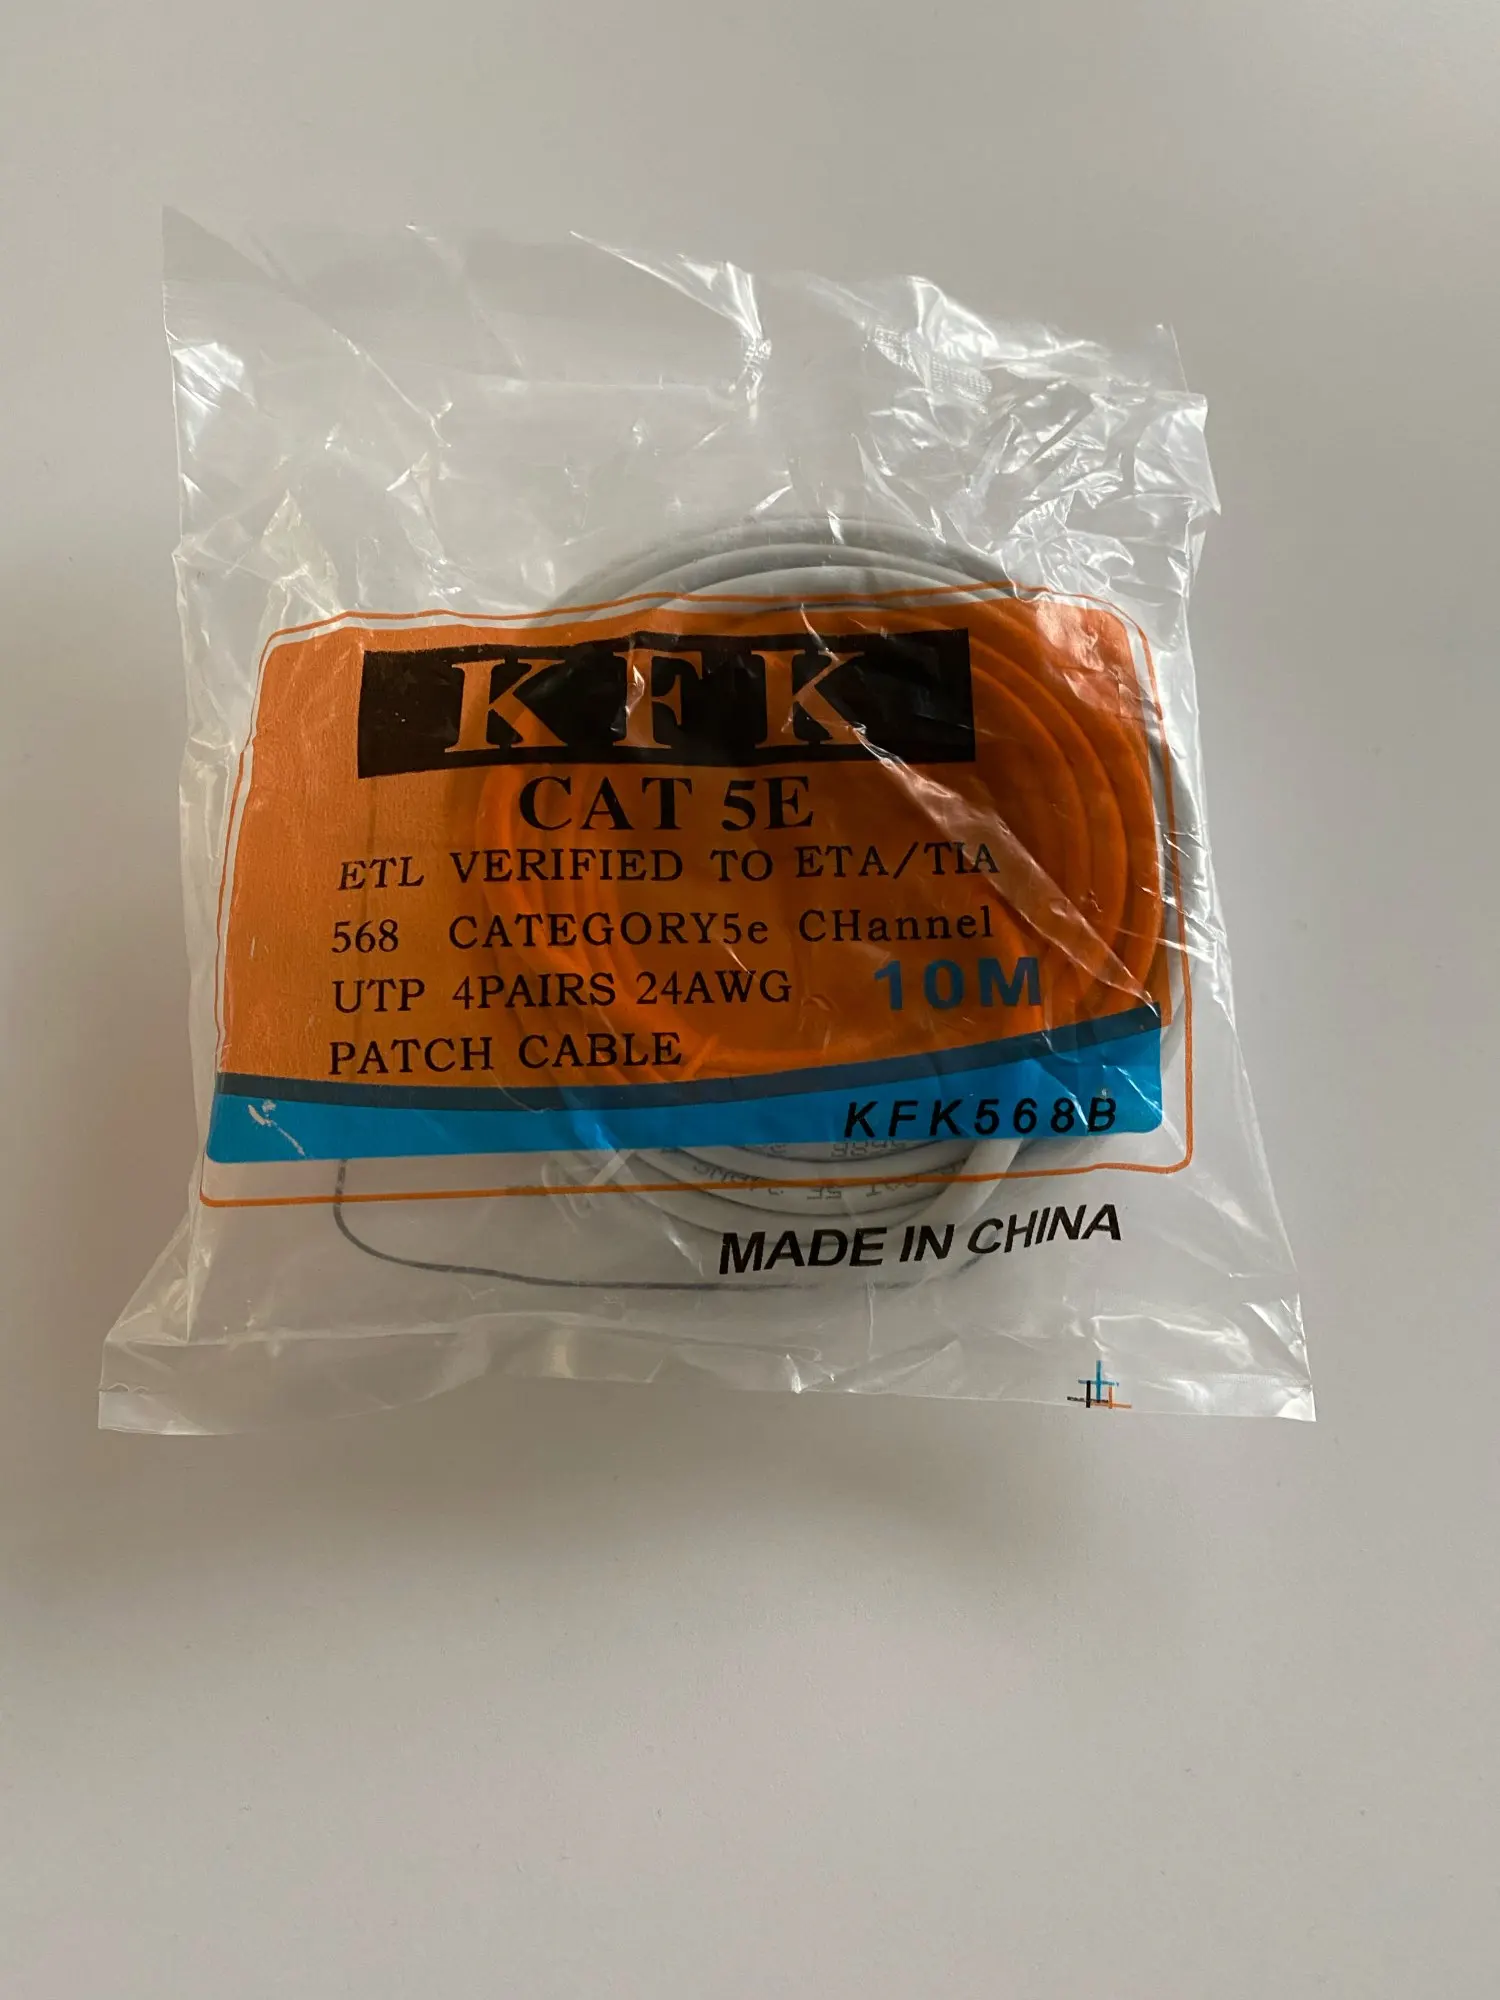 KFK
CAT 5E
ETL VERIFIED TO ETA/TIA
568 CATEGORY5e CHannel
UTP 4PAIRS 24AWG 10M
PATCH CABLE
KFK568B
MADE IN CHINA